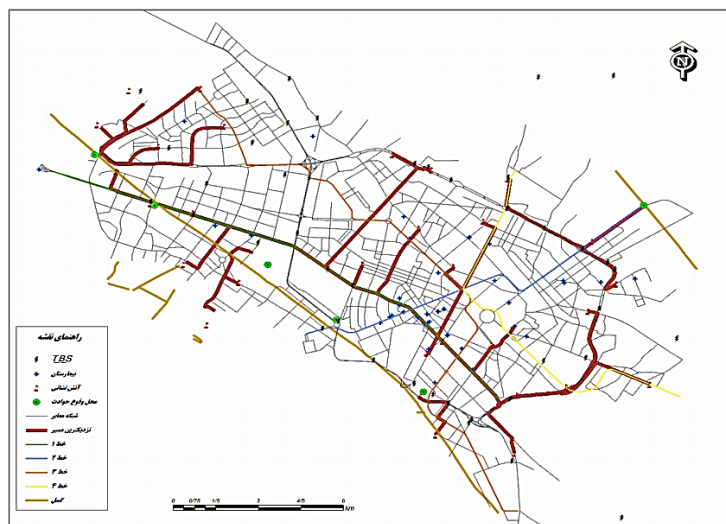 N
راهنمای نقشه
TBS
بیمارستان
آتش نشانی
محل وقوع حوادث
شبکه معابر
نزدیکترین مسیر
خط ۱
خط ۲
خط ۳
خط ۴
گسل
0 0/75 1/5 3 4/5 6
km